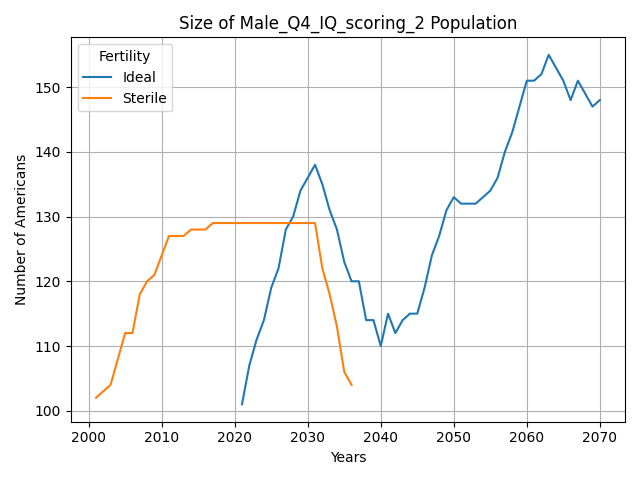 Size of Male_Q4_IQ_scoring_2 Population
Fertility
Ideal
Sterile
Number of Americans
150
140
130
120
110
100
2000 2010 2020 2030 2040 2050 2060 2070
Years